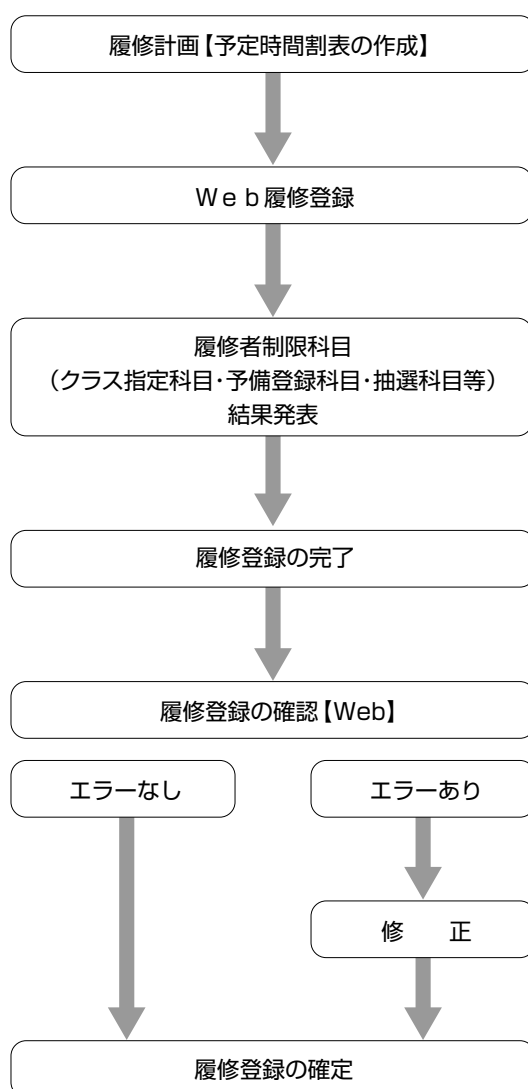 履修計画【予定時間割表の作成】
Ｗｅｂ履修登録
履修者制限科目
（クラス指定科目・予備登録科目・抽選科目等）
結果発表
履修登録の完了
履修登録の確認【Web】
エラーなし
エラーあり
修　　正
履修登録の確定